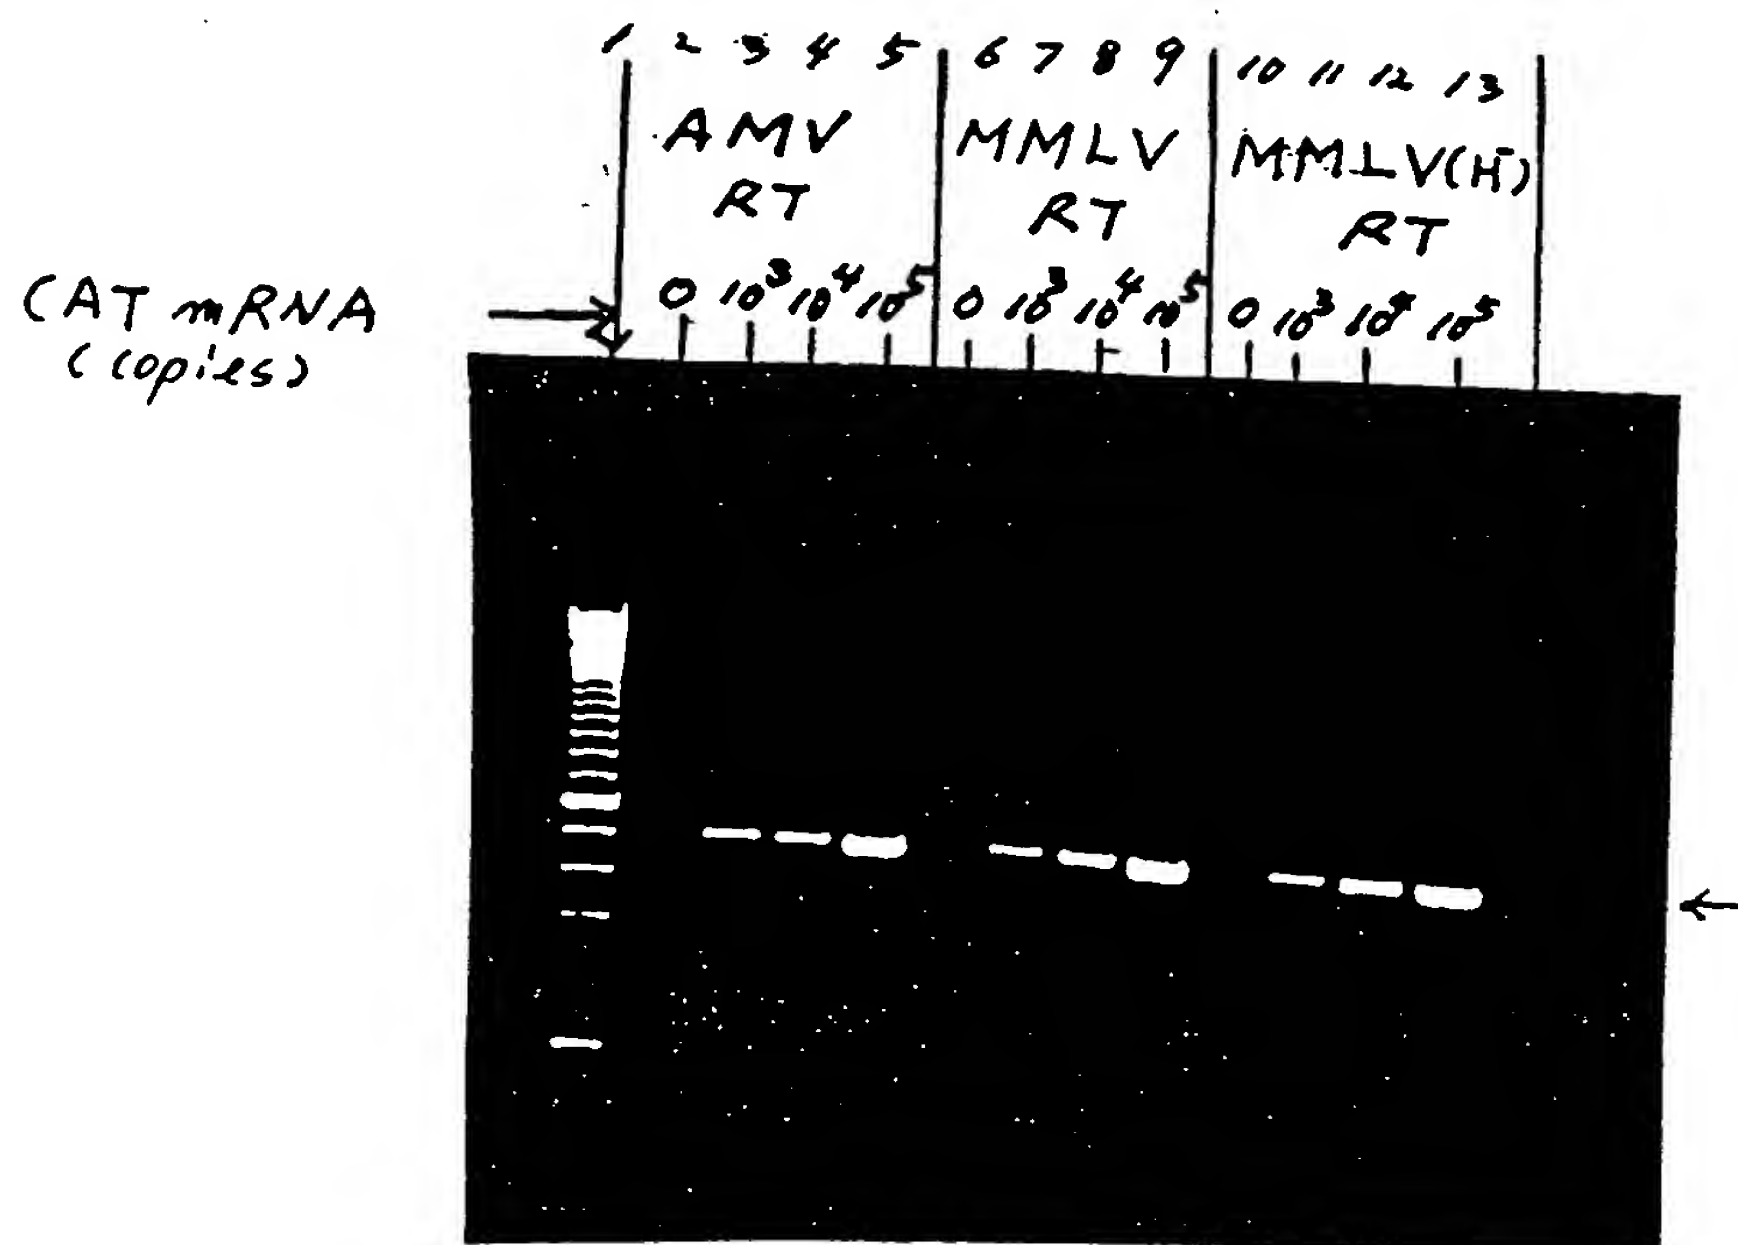 1 2 3 4 5 6 7 8 9 10 11 12 13
AMV MMLV MMLV(H⁻)
RT RT RT
CAT mRNA 0 10³ 10⁴ 10⁵ 0 10³ 10⁴ 10⁵ 0 10³ 10⁴ 10⁵
(copies)